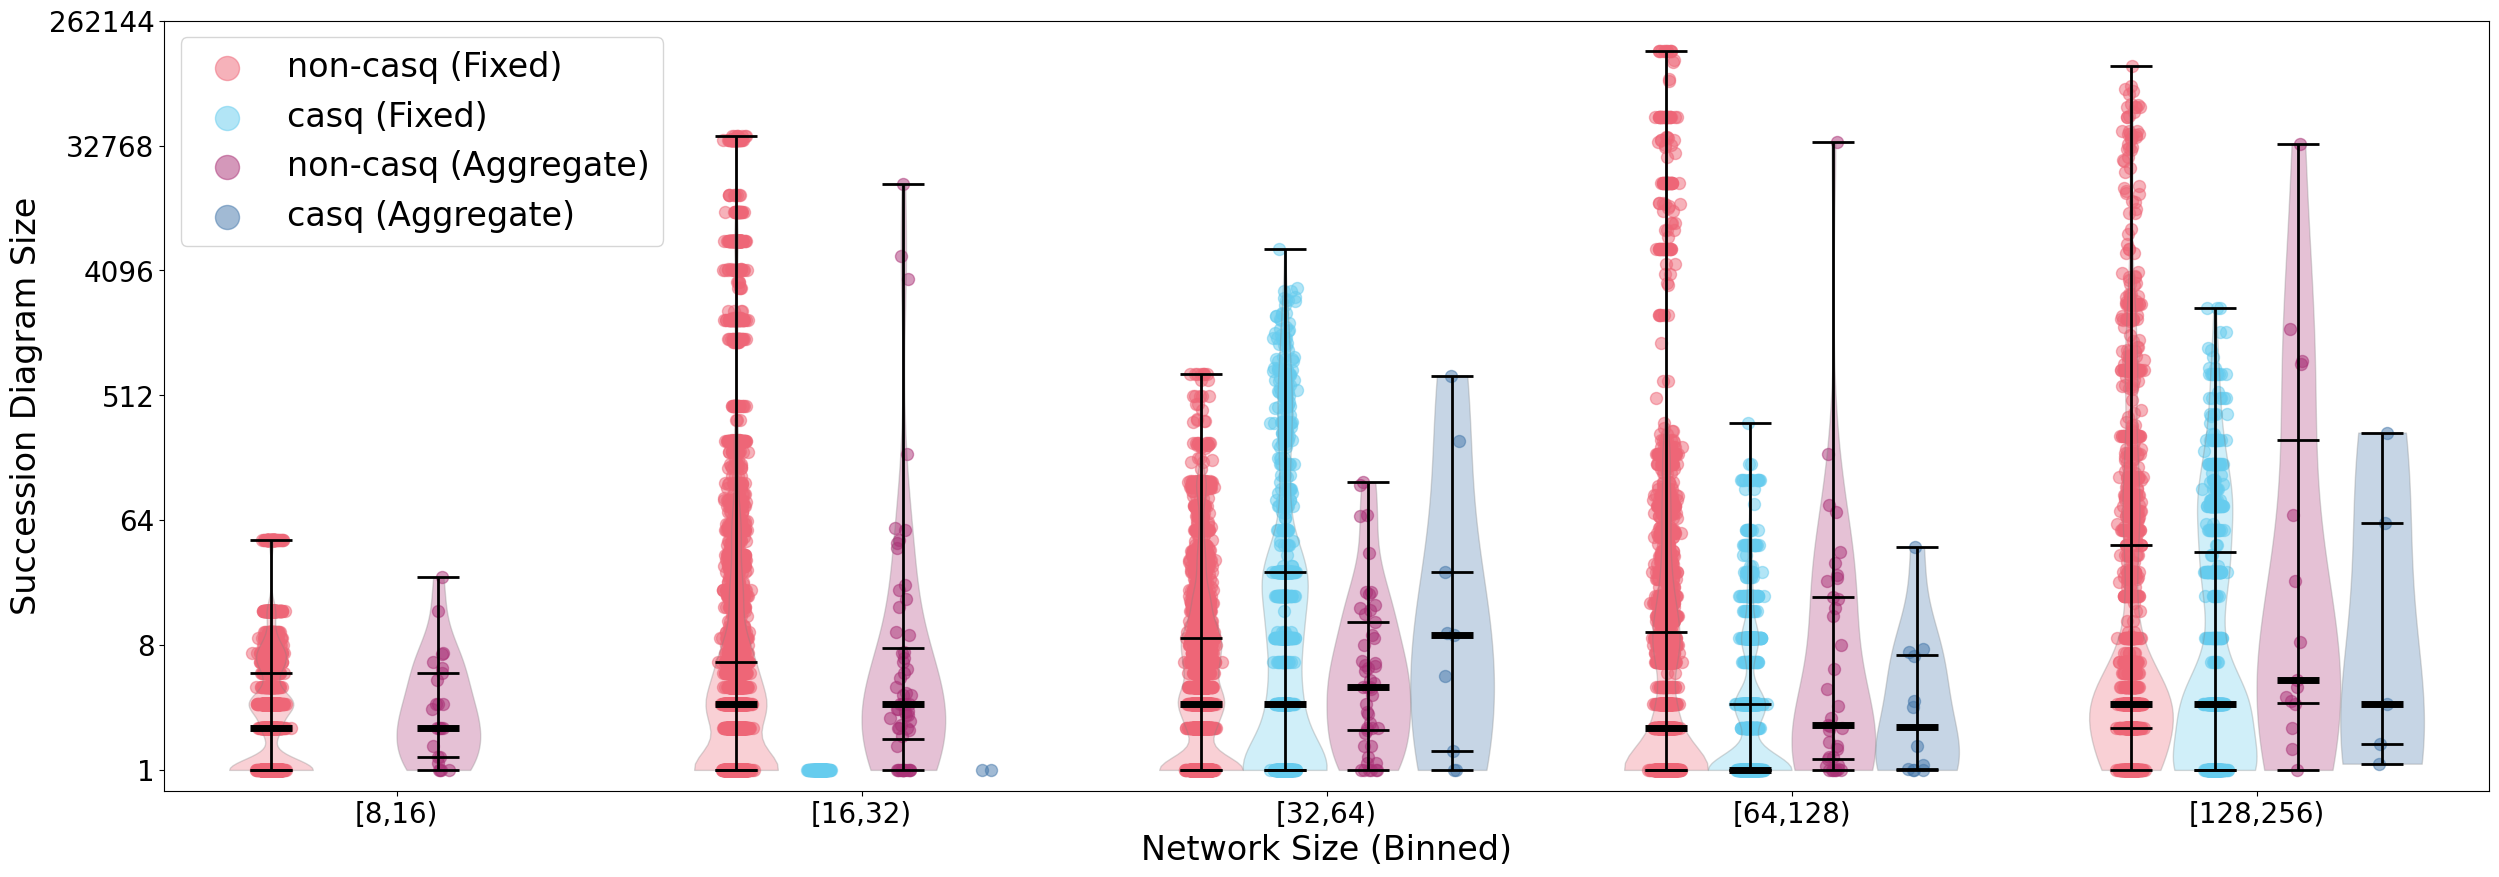 262144
32768
4096
512
64
8
1
Succession Diagram Size
non-casq (Fixed)
casq (Fixed)
non-casq (Aggregate)
casq (Aggregate)
[8,16)
[16,32)
[32,64)
[64,128)
[128,256)
Network Size (Binned)